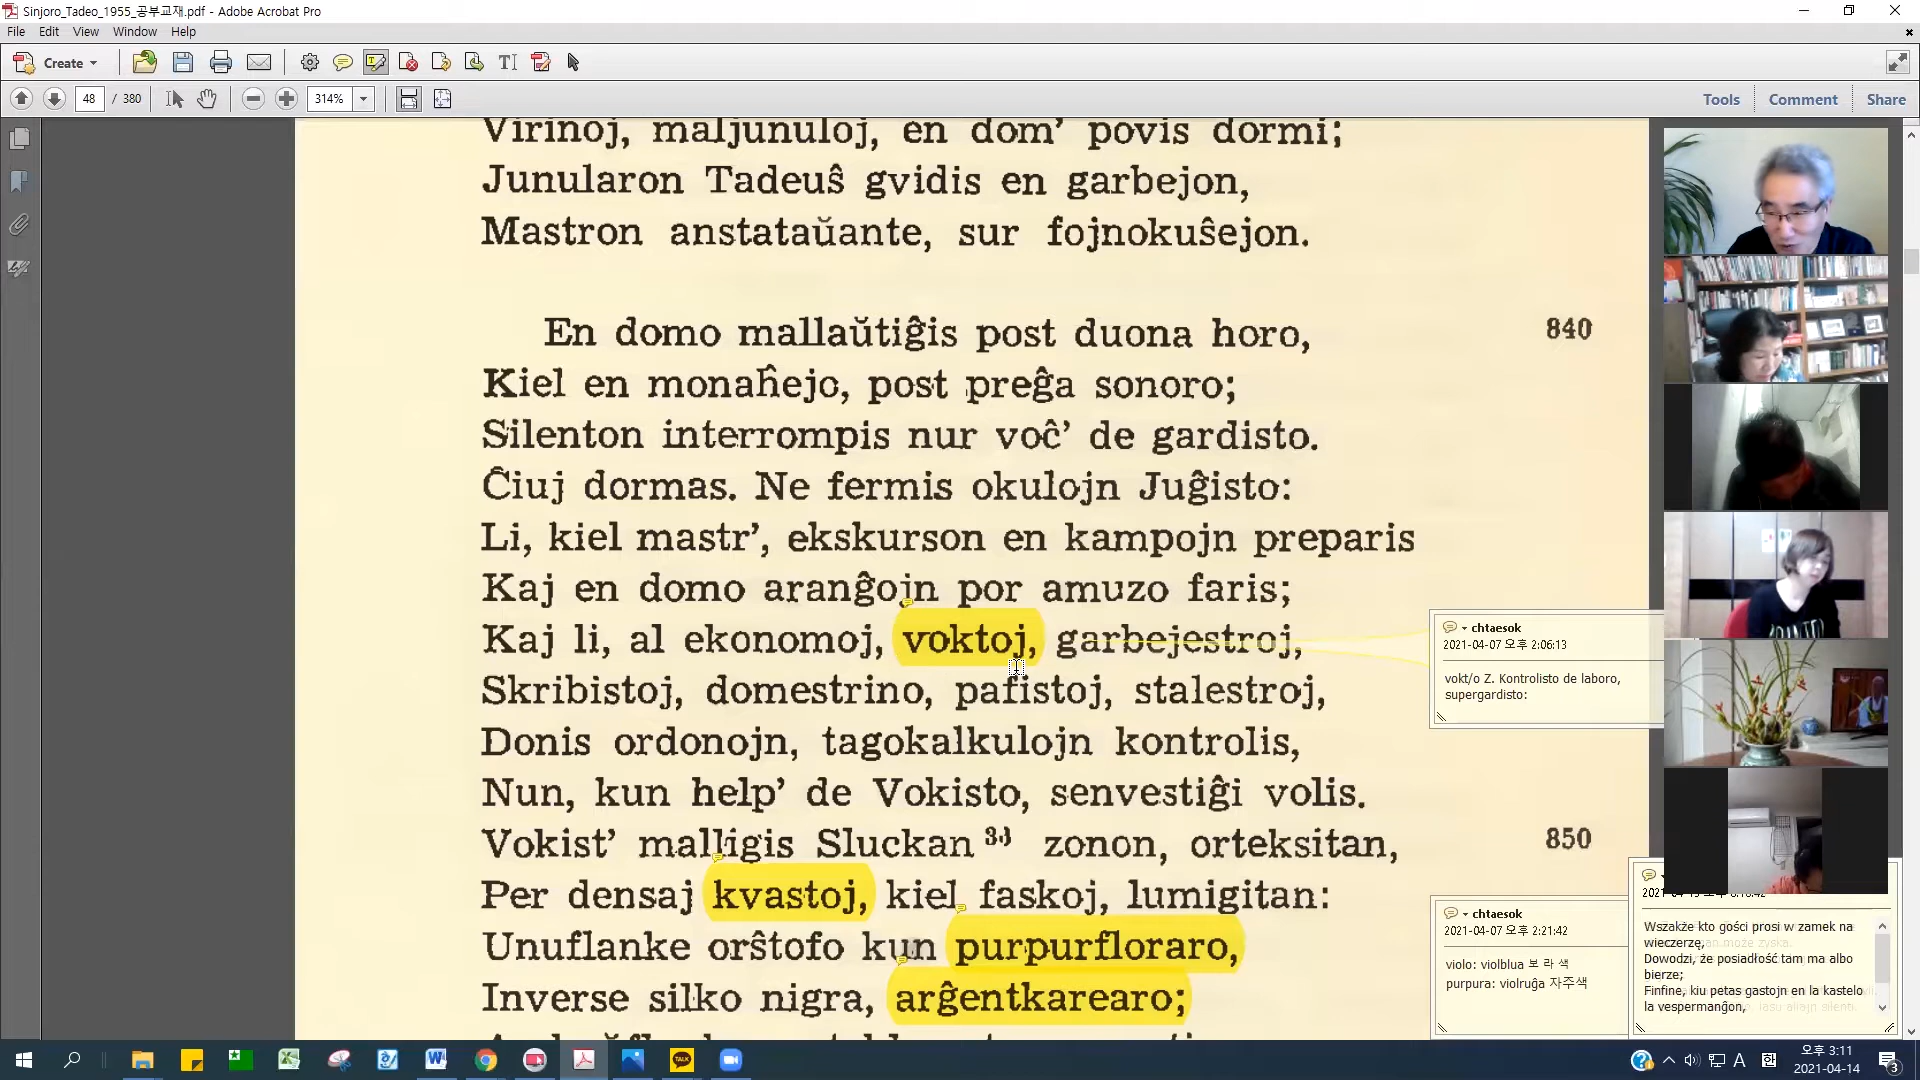 Sinjoro_Tadeo_1955_공부교재.pdf - Adobe Acrobat Pro
File Edit View Window Help
Create
48 / 380 314% Tools Comment Share
Virinoj, maljunuloj, en dom’ povis dormi;
Junularon Tadeuŝ gvidis en garbejon,
Mastron anstataŭante, sur fojnokuŝejon.
En domo mallaŭtiĝis post duona horo, 840
Kiel en monaĥejo, post preĝa sonoro;
Silenton interrompis nur voĉ’ de gardisto.
Ĉiuj dormas. Ne fermis okulojn Juĝisto:
Li, kiel mastr’, ekskurson en kampojn preparis
Kaj en domo aranĝojn por amuzo faris;
Kaj li, al ekonomoj, voktoj, garbejestroj,
Skribistoj, domestrino, pafistoj, stalestroj,
Donis ordonojn, tagokalkulojn kontrolis,
Nun, kun help’ de Vokisto, senvestiĝi volis.
Vokist’ malligis Sluckan zonon, orteksitan, 850
Per densaj kvastoj, kiel faskoj, lumigitan:
Unuflanke orŝtofo kun purpurfloraro,
Inverse silko nigra, arĝentkarearo;
chtaesok
2021-04-07 오후 2:06:13
vokt/o Z. Kontrolisto de laboro,
supergardisto:
chtaesok
2021-04-07 오후 2:21:42
violo: violblua 보 라 색
purpura: violruĝa 자주색
Wszakże kto gości prosi w zamek na
wieczerzę,
Dowodzi, że posiadłość tam ma albo
bierze;
Finfine, kiu petas gastojn en la kastelo
la vespermanĝon,
TALK
A 한 오후 3:11
2021-04-14
3